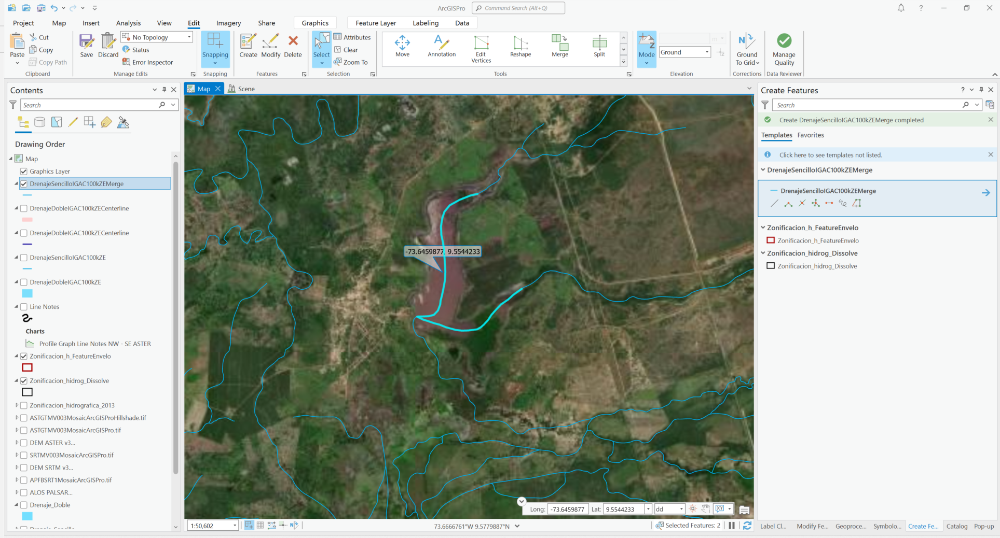 ArcGISPro
Command Search (Alt+Q)
?
Project Map Insert Analysis View Edit Imagery Share Graphics Feature Layer Labeling Data
Paste
Cut
Copy
Copy Path
Clipboard
Save
Discard
No Topology
Status
Error Inspector
Manage Edits
Snapping
Snapping
Create
Modify
Delete
Features
Select
Attributes
Clear
Zoom To
Selection
Move
Annotation
Edit
Vertices
Reshape
Merge
Split
Tools
Mode
m
Ground
Elevation
Ground
To Grid
Corrections
Manage
Quality
Data Reviewer
Contents
Search
Drawing Order
Map
Graphics Layer
DrenajeSencilloIGAC100kZEMerge
DrenajeDobleIGAC100kZECenterline
DrenajeDobleIGAC100kZECenterline
DrenajeSencilloIGAC100kZE
DrenajeDobleIGAC100kZE
Line Notes
Charts
Profile Graph Line Notes NW - SE ASTER
Zonificacion_h_FeatureEnvelo
Zonificacion_hidrog_Dissolve
Zonificacion_hidrografica_2013
ASTGTMV003MosaicArcGISProHillshade.tif
ASTGTMV003MosaicArcGISPro.tif
DEM ASTER v3...
SRTMV003MosaicArcGISPro.tif
DEM SRTM v3...
APFBSRT1MosaicArcGISPro.tif
ALOS PALSAR...
Drenaje_Doble
Map
Scene
-73.6459877, 9.5544233
Long: -73.6459877 Lat: 9.5544233 dd XY
1:50,602
73.6666761°W 9.5779887°N
Selected Features: 2
Create Features
?
Search
Create DrenajeSencilloIGAC100kZEMerge completed
Templates Favorites
Click here to see templates not listed.
DrenajeSencilloIGAC100kZEMerge
DrenajeSencilloIGAC100kZEMerge
Zonificacion_h_FeatureEnvelo
Zonificacion_h_FeatureEnvelo
Zonificacion_hidrog_Dissolve
Zonificacion_hidrog_Dissolve
Label Cl... Modify Fe... Geoproce... Symbolo... Create Fe... Catalog Pop-up